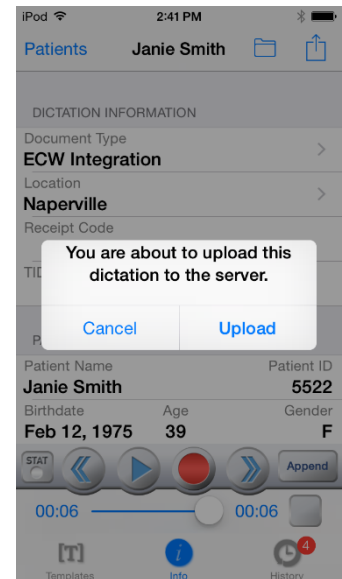 iPod 2:41 PM
Patients Janie Smith
DICTATION INFORMATION
Document Type
ECW Integration
Location
Naperville
Receipt Code
You are about to upload this
dictation to the server.
TID
Cancel Upload
PA
Patient Name Patient ID
Janie Smith 5522
Birthdate Age Gender
Feb 12, 1975 39 F
STAT Append
00:06 00:06
[T] i 4
Templates Info History